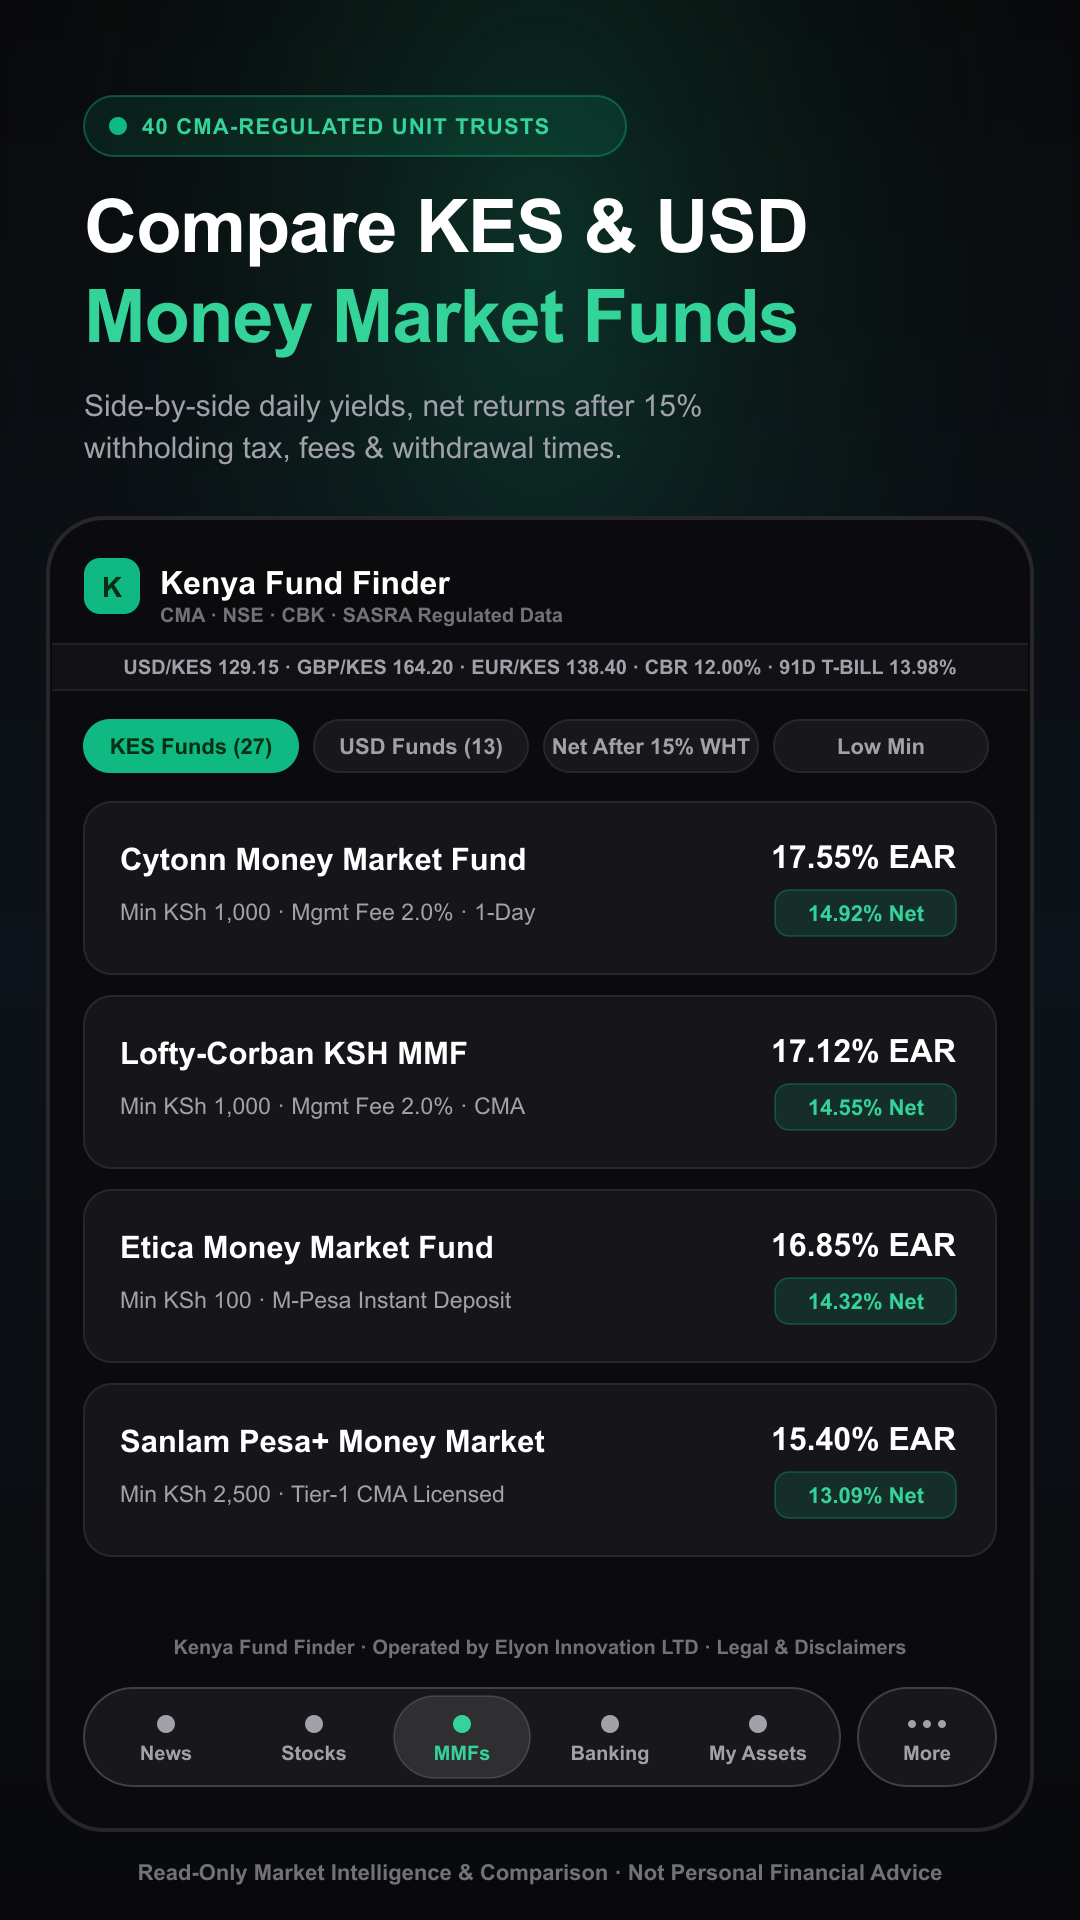 40 CMA-REGULATED UNIT TRUSTS
Compare KES & USD
Money Market Funds
Side-by-side daily yields, net returns after 15%
withholding tax, fees & withdrawal times.
K
Kenya Fund Finder
CMA · NSE · CBK · SASRA Regulated Data
USD/KES 129.15 · GBP/KES 164.20 · EUR/KES 138.40 · CBR 12.00% · 91D T-BILL 13.98%
KES Funds (27)
USD Funds (13)
Net After 15% WHT
Low Min
Cytonn Money Market Fund
17.55% EAR
Min KSh 1,000 · Mgmt Fee 2.0% · 1-Day
14.92% Net
Lofty-Corban KSH MMF
17.12% EAR
Min KSh 1,000 · Mgmt Fee 2.0% · CMA
14.55% Net
Etica Money Market Fund
16.85% EAR
Min KSh 100 · M-Pesa Instant Deposit
14.32% Net
Sanlam Pesa+ Money Market
15.40% EAR
Min KSh 2,500 · Tier-1 CMA Licensed
13.09% Net
Kenya Fund Finder · Operated by Elyon Innovation LTD · Legal & Disclaimers
News
Stocks
MMFs
Banking
My Assets
More
Read-Only Market Intelligence & Comparison · Not Personal Financial Advice